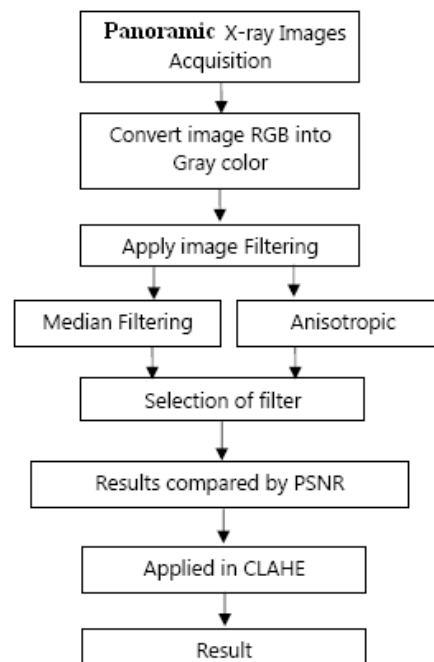 Panoramic X-ray Images
Acquisition
Convert image RGB into
Gray color
Apply image Filtering
Median Filtering
Anisotropic
Selection of filter
Results compared by PSNR
Applied in CLAHE
Result